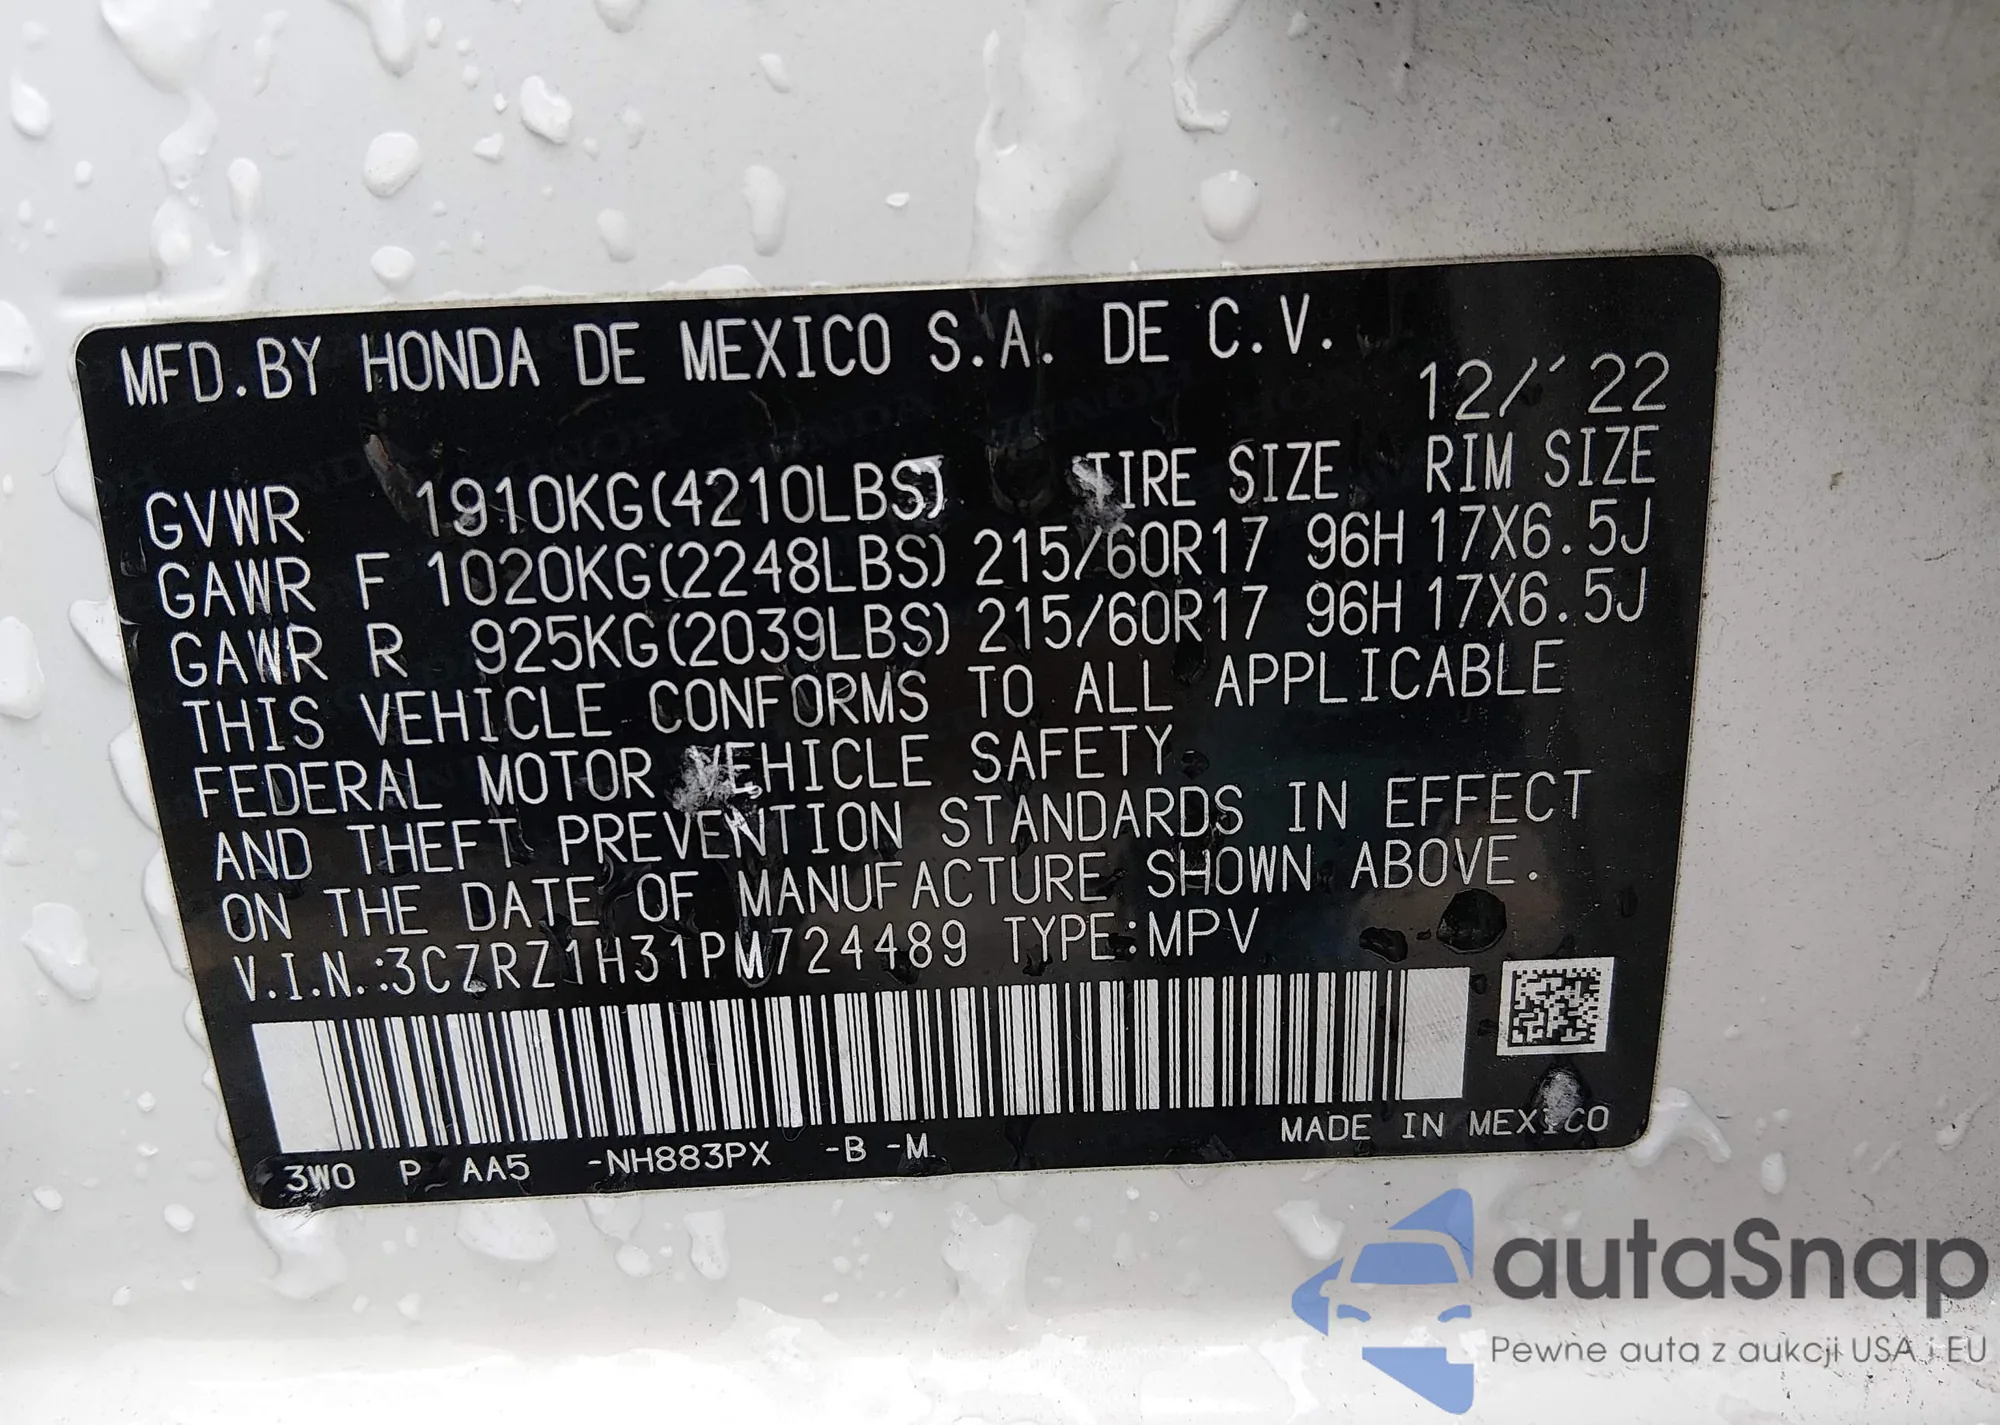 MFD.BY HONDA DE MEXICO S.A. DE C.V.
12/'22
GVWR 1910KG(4210LBS) TIRE SIZE RIM SIZE
GAWR F 1020KG(2248LBS) 215/60R17 96H 17X6.5J
GAWR R 925KG(2039LBS) 215/60R17 96H 17X6.5J
THIS VEHICLE CONFORMS TO ALL APPLICABLE
FEDERAL MOTOR VEHICLE SAFETY
AND THEFT PREVENTION STANDARDS IN EFFECT
ON THE DATE OF MANUFACTURE SHOWN ABOVE.
V.I.N.:3CZRZ1H31PM724489 TYPE:MPV
3W0 P AA5 -NH883PX -B -M
MADE IN MEXICO
autaSnap
Pewne auta z aukcji USA i EU